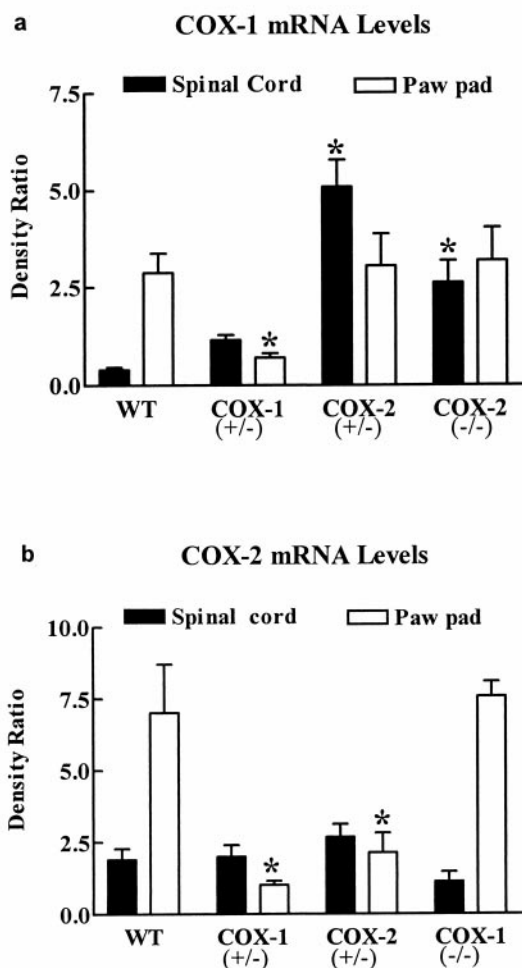 a
COX-1 mRNA Levels
Spinal Cord Paw pad
7.5
5.0
2.5
0.0
Density Ratio
* * *
WT COX-1 COX-2 COX-2
(+/-) (+/-) (-/-)
b
COX-2 mRNA Levels
Spinal cord Paw pad
10.0
7.5
5.0
2.5
0.0
Density Ratio
* *
WT COX-1 COX-2 COX-1
(+/-) (+/-) (-/-)